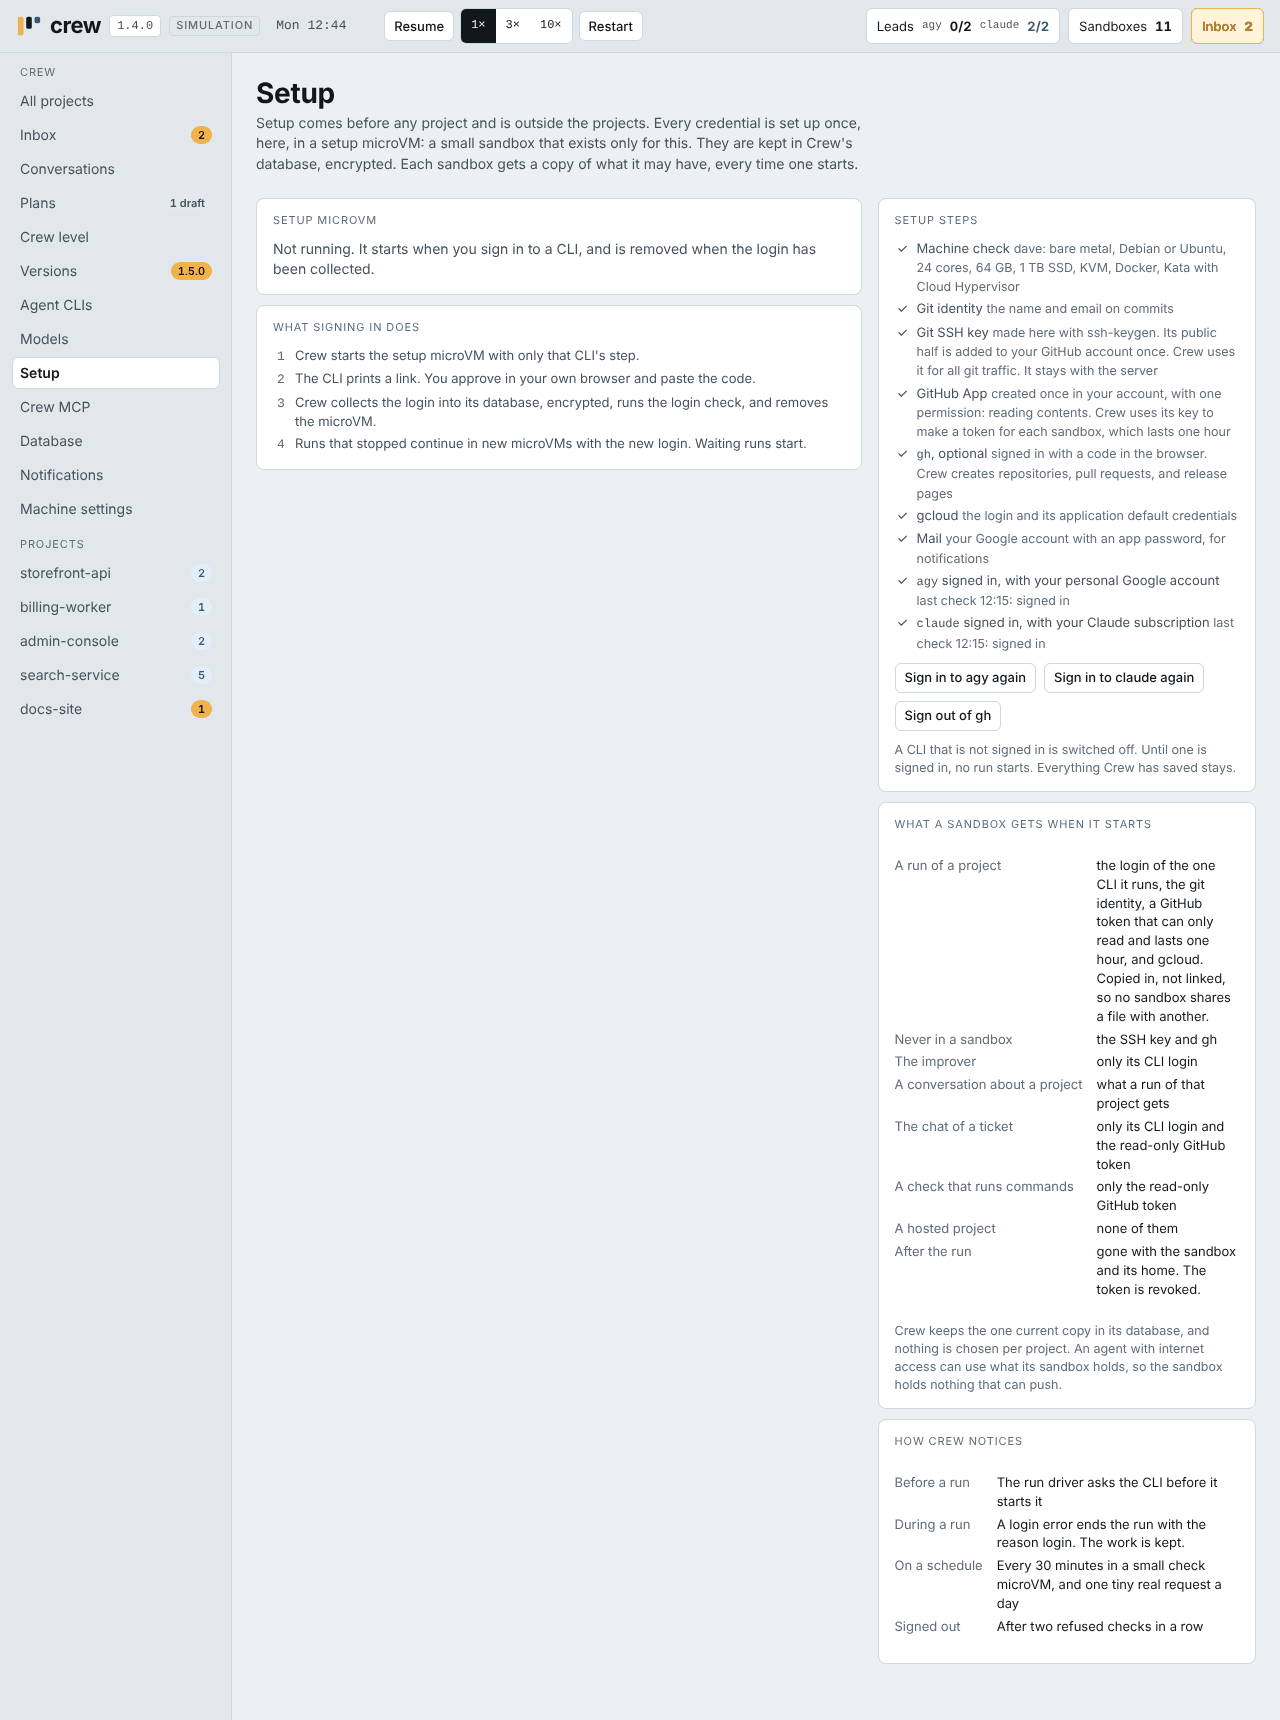 crew 1.4.0 SIMULATION Mon 12:44 Resume 1× 3× 10× Restart Leads agy 0/2 claude 2/2 Sandboxes 11 Inbox 2
CREW
All projects
Inbox 2
Conversations
Plans 1 draft
Crew level
Versions 1.5.0
Agent CLIs
Models
Setup
Crew MCP
Database
Notifications
Machine settings
PROJECTS
storefront-api 2
billing-worker 1
admin-console 2
search-service 5
docs-site 1
Setup
Setup comes before any project and is outside the projects. Every credential is set up once,
here, in a setup microVM: a small sandbox that exists only for this. They are kept in Crew's
database, encrypted. Each sandbox gets a copy of what it may have, every time one starts.
SETUP MICROVM
Not running. It starts when you sign in to a CLI, and is removed when the login has
been collected.
WHAT SIGNING IN DOES
1 Crew starts the setup microVM with only that CLI's step.
2 The CLI prints a link. You approve in your own browser and paste the code.
3 Crew collects the login into its database, encrypted, runs the login check, and removes
the microVM.
4 Runs that stopped continue in new microVMs with the new login. Waiting runs start.
SETUP STEPS
✓ Machine check dave: bare metal, Debian or Ubuntu,
24 cores, 64 GB, 1 TB SSD, KVM, Docker, Kata with
Cloud Hypervisor
✓ Git identity the name and email on commits
✓ Git SSH key made here with ssh-keygen. Its public
half is added to your GitHub account once. Crew uses
it for all git traffic. It stays with the server
✓ GitHub App created once in your account, with one
permission: reading contents. Crew uses its key to
make a token for each sandbox, which lasts one hour
✓ gh, optional signed in with a code in the browser.
Crew creates repositories, pull requests, and release
pages
✓ gcloud the login and its application default credentials
✓ Mail your Google account with an app password, for
notifications
✓ agy signed in, with your personal Google account
last check 12:15: signed in
✓ claude signed in, with your Claude subscription last
check 12:15: signed in
Sign in to agy again Sign in to claude again
Sign out of gh
A CLI that is not signed in is switched off. Until one is
signed in, no run starts. Everything Crew has saved stays.
WHAT A SANDBOX GETS WHEN IT STARTS
A run of a project the login of the one
CLI it runs, the git
identity, a GitHub
token that can only
read and lasts one
hour, and gcloud.
Copied in, not linked,
so no sandbox shares
a file with another.
Never in a sandbox the SSH key and gh
The improver only its CLI login
A conversation about a project what a run of that
project gets
The chat of a ticket only its CLI login and
the read-only GitHub
token
A check that runs commands only the read-only
GitHub token
A hosted project none of them
After the run gone with the sandbox
and its home. The
token is revoked.
Crew keeps the one current copy in its database, and
nothing is chosen per project. An agent with internet
access can use what its sandbox holds, so the sandbox
holds nothing that can push.
HOW CREW NOTICES
Before a run The run driver asks the CLI before it
starts it
During a run A login error ends the run with the
reason login. The work is kept.
On a schedule Every 30 minutes in a small check
microVM, and one tiny real request a
day
Signed out After two refused checks in a row